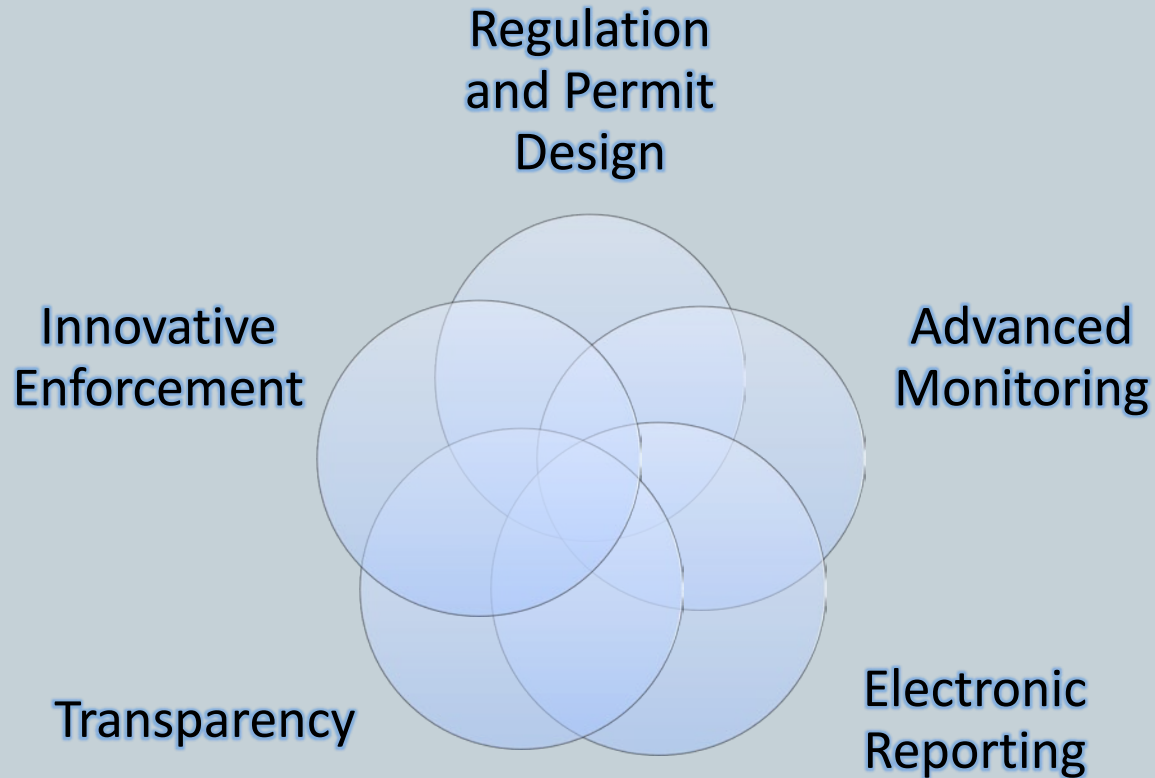 Regulation
and Permit
Design
Innovative
Enforcement
Advanced
Monitoring
Transparency
Electronic
Reporting